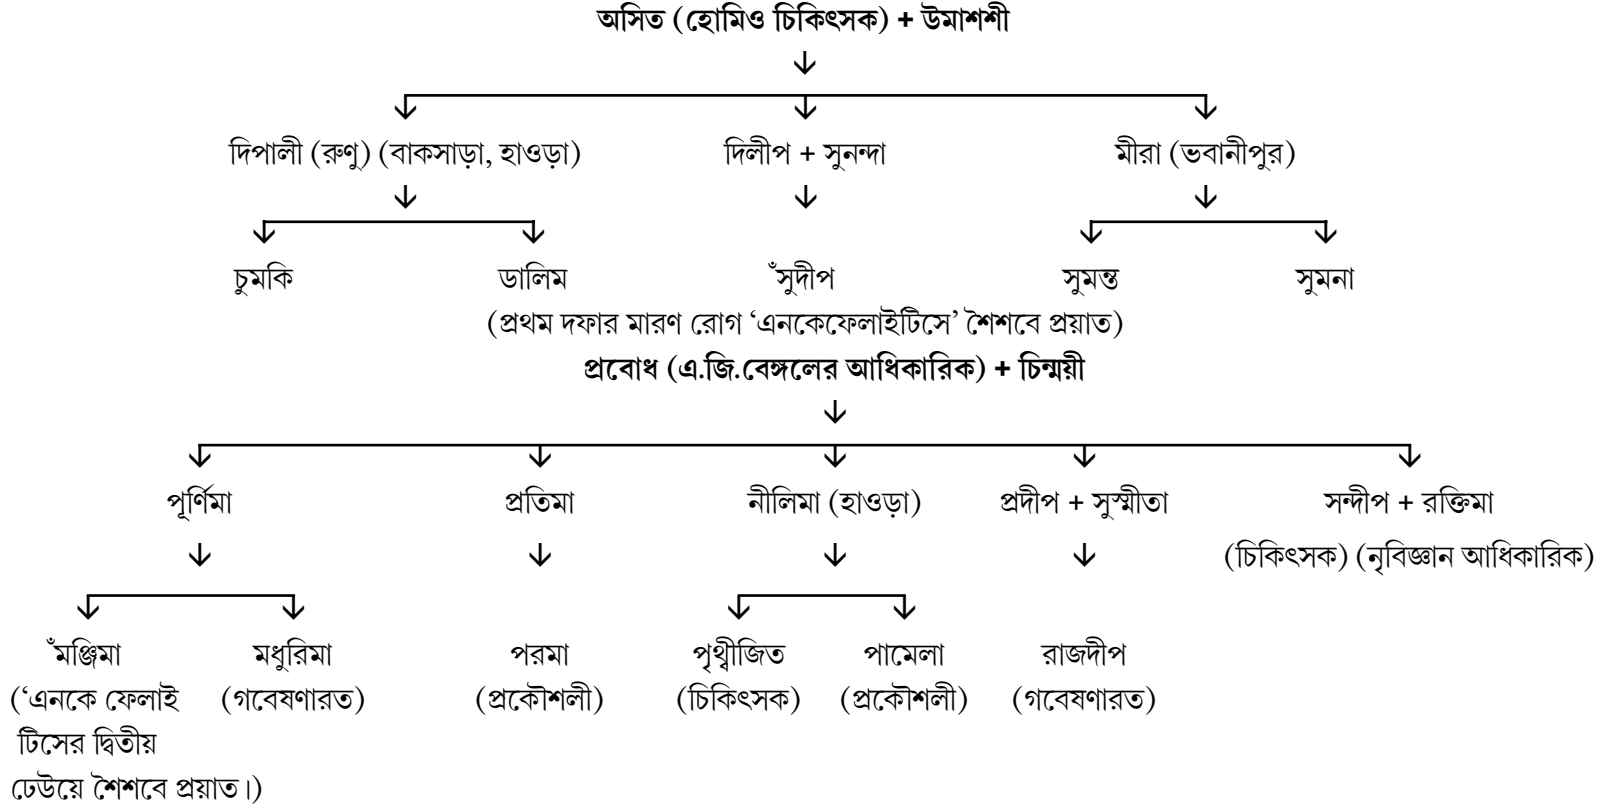 অসিত (হোমিও চিকিৎসক) + উমাশশী
দিপালী (রুণু) (বাকসাড়া, হাওড়া) দিলীপ + সুনন্দা মীরা (ভবানীপুর)
চুমকি ডালিম ঁসুদীপ সুমন্ত সুমনা
(প্রথম দফার মারণ রোগ ‘এনকেফেলাইটিসে’ শৈশবে প্রয়াত)
প্রবোধ (এ.জি.বেঙ্গলের আধিকারিক) + চিন্ময়ী
পূর্ণিমা প্রতিমা নীলিমা (হাওড়া) প্রদীপ + সুস্মীতা সন্দীপ + রক্তিমা
(চিকিৎসক) (নৃবিজ্ঞান আধিকারিক)
ঁমঞ্জিমা মধুরিমা পরমা পৃথ্বীজিত পামেলা রাজদীপ
(‘এনকে ফেলাই (গবেষণারত) (প্রকৌশলী) (চিকিৎসক) (প্রকৌশলী) (গবেষণারত)
টিসের দ্বিতীয়
ঢেউয়ে শৈশবে প্রয়াত।)